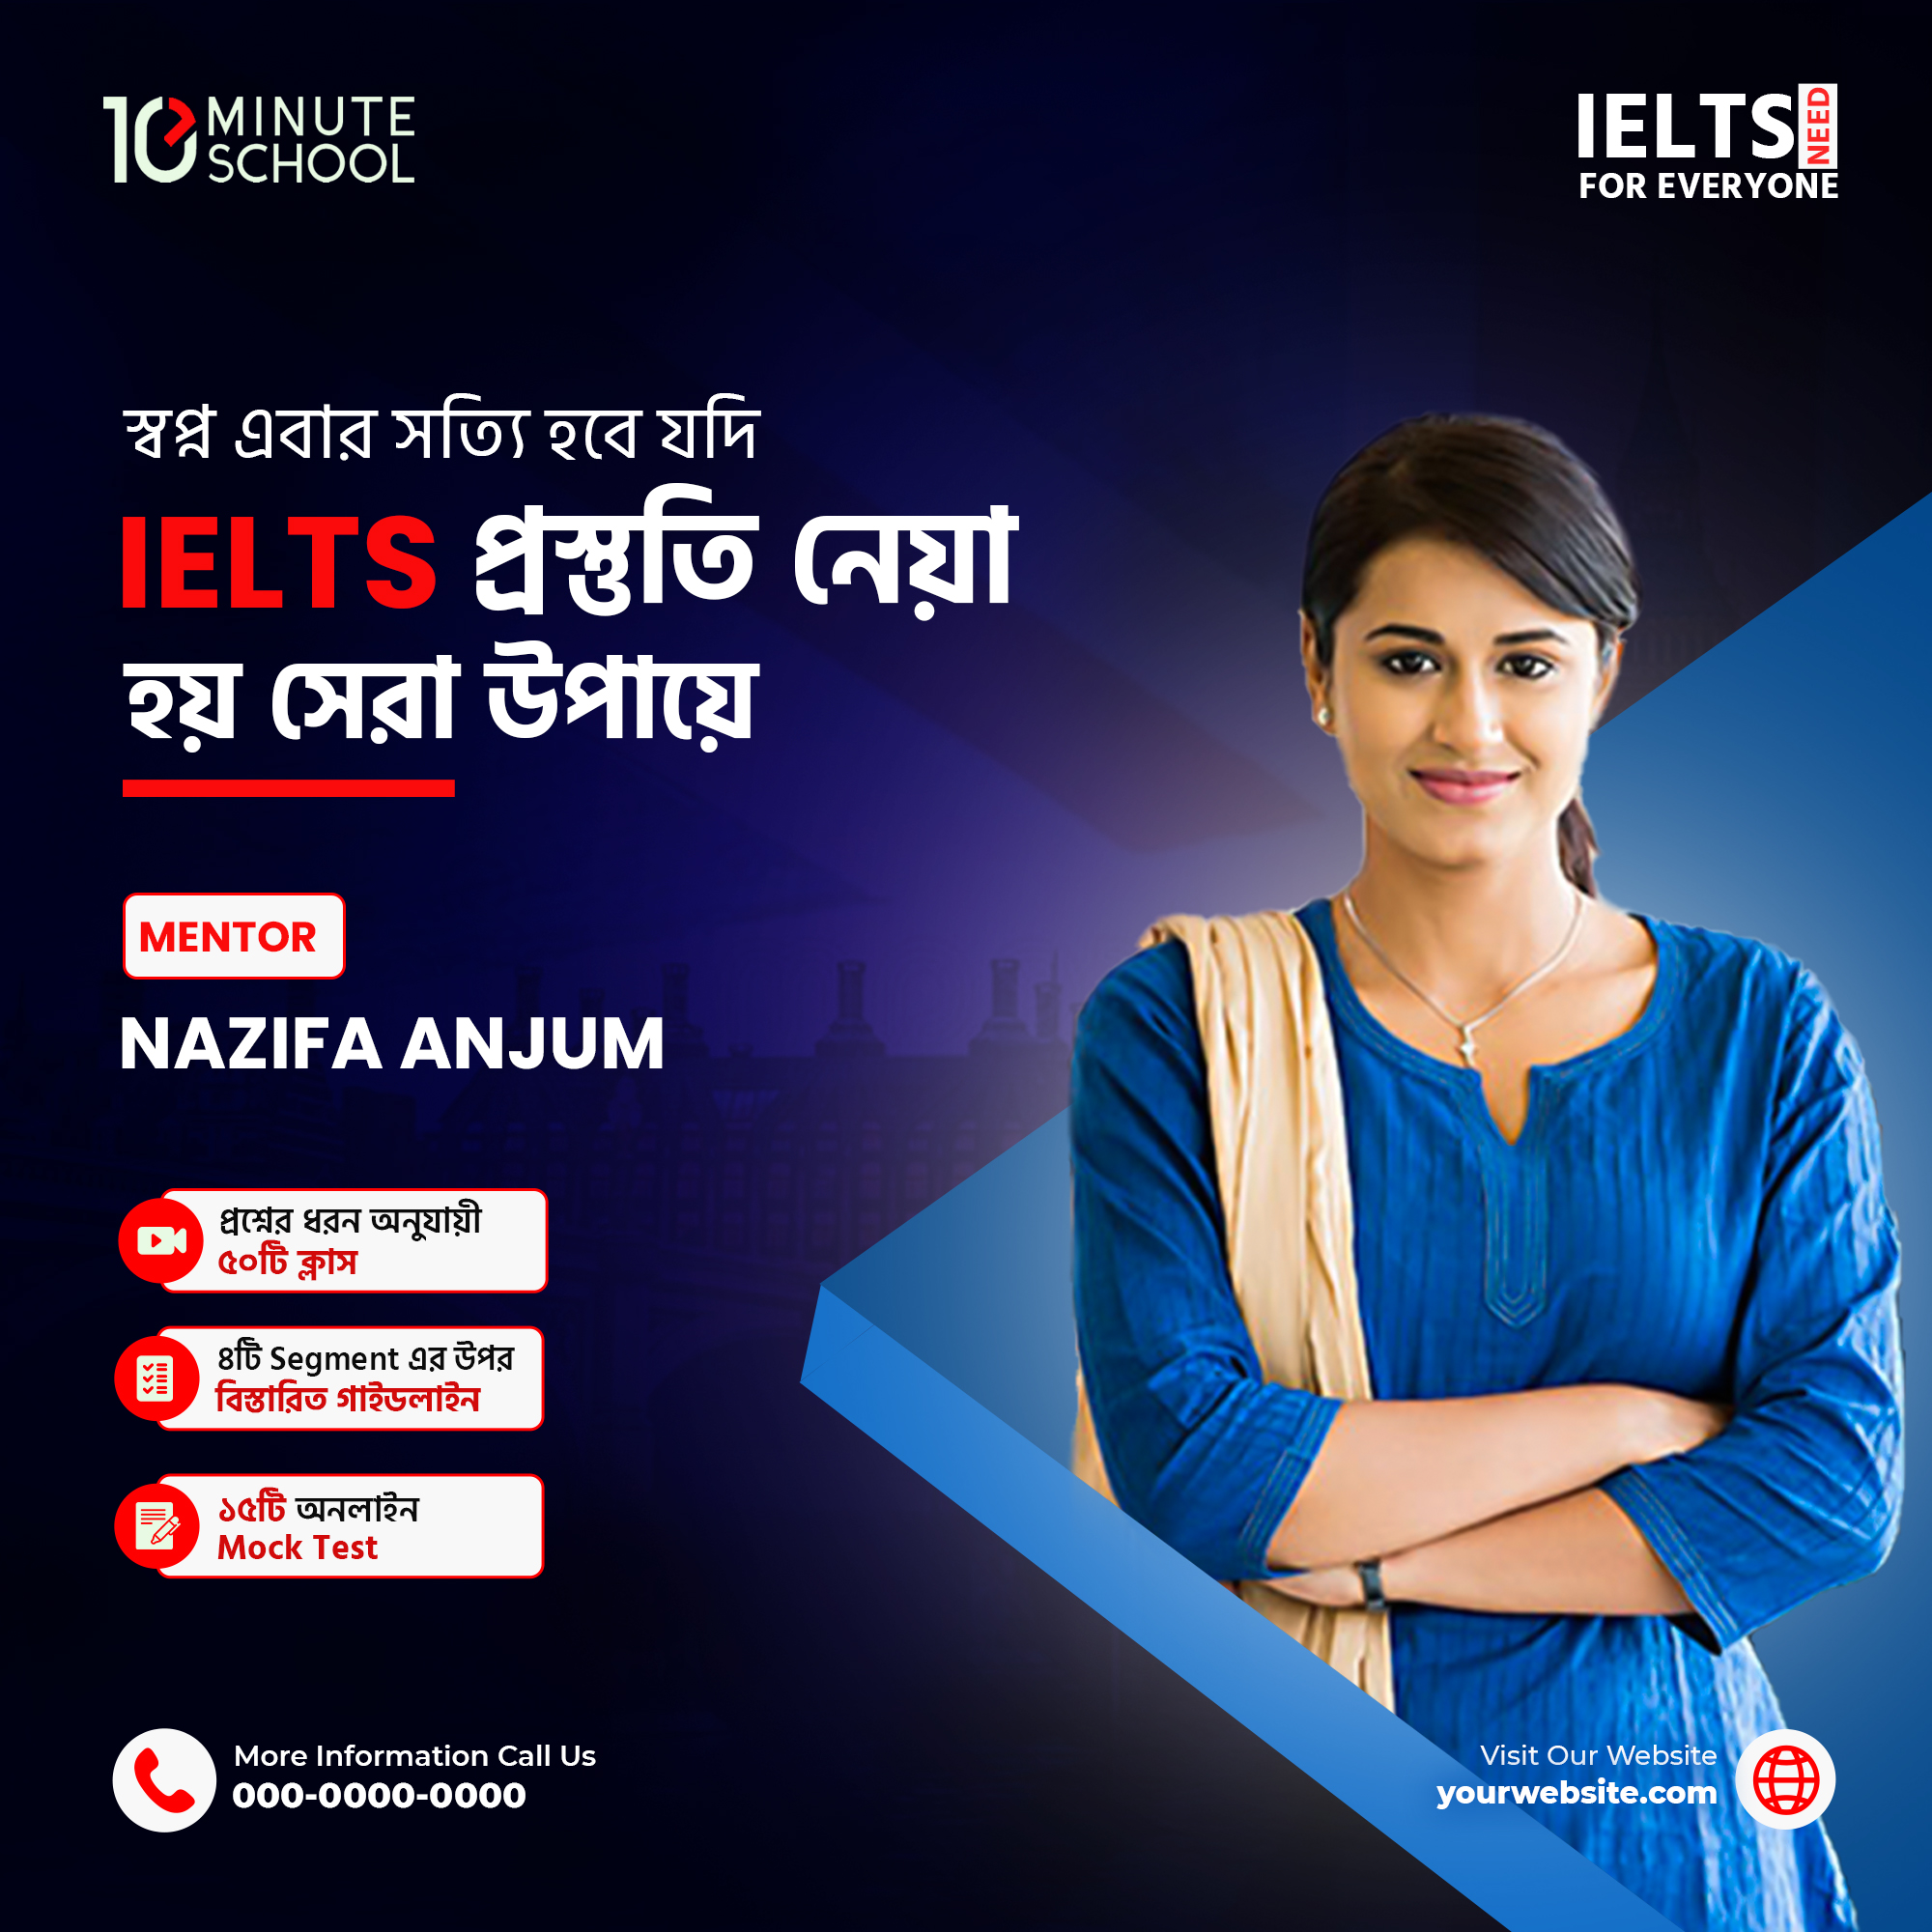 10 MINUTE
SCHOOL
IELTS NEED
FOR EVERYONE
স্বপ্ন এবার সত্যি হবে যদি
IELTS প্রস্তুতি নেয়া
হয় সেরা উপায়ে
MENTOR
NAZIFA ANJUM
প্রশ্নের ধরন অনুযায়ী
৫০টি ক্লাস
৪টি Segment এর উপর
বিস্তারিত গাইডলাইন
১৫টি অনলাইন
Mock Test
More Information Call Us
000-0000-0000
Visit Our Website
yourwebsite.com